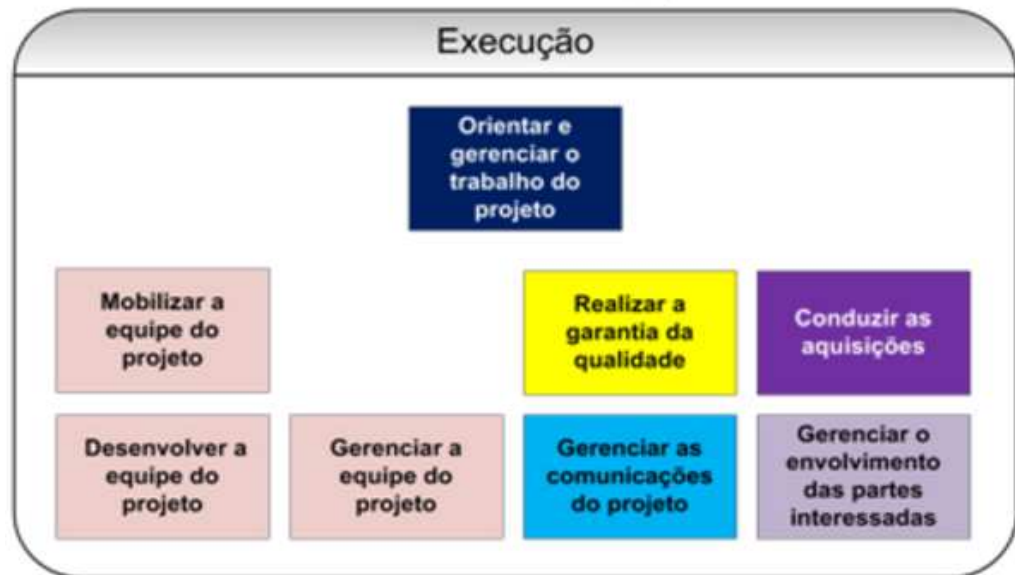 Execução
Orientar e
gerenciar o
trabalho do
projeto
Mobilizar a
equipe do
projeto
Realizar a
garantia da
qualidade
Conduzir as
aquisições
Desenvolver a
equipe do
projeto
Gerenciar a
equipe do
projeto
Gerenciar as
comunicações
do projeto
Gerenciar o
envolvimento
das partes
interessadas